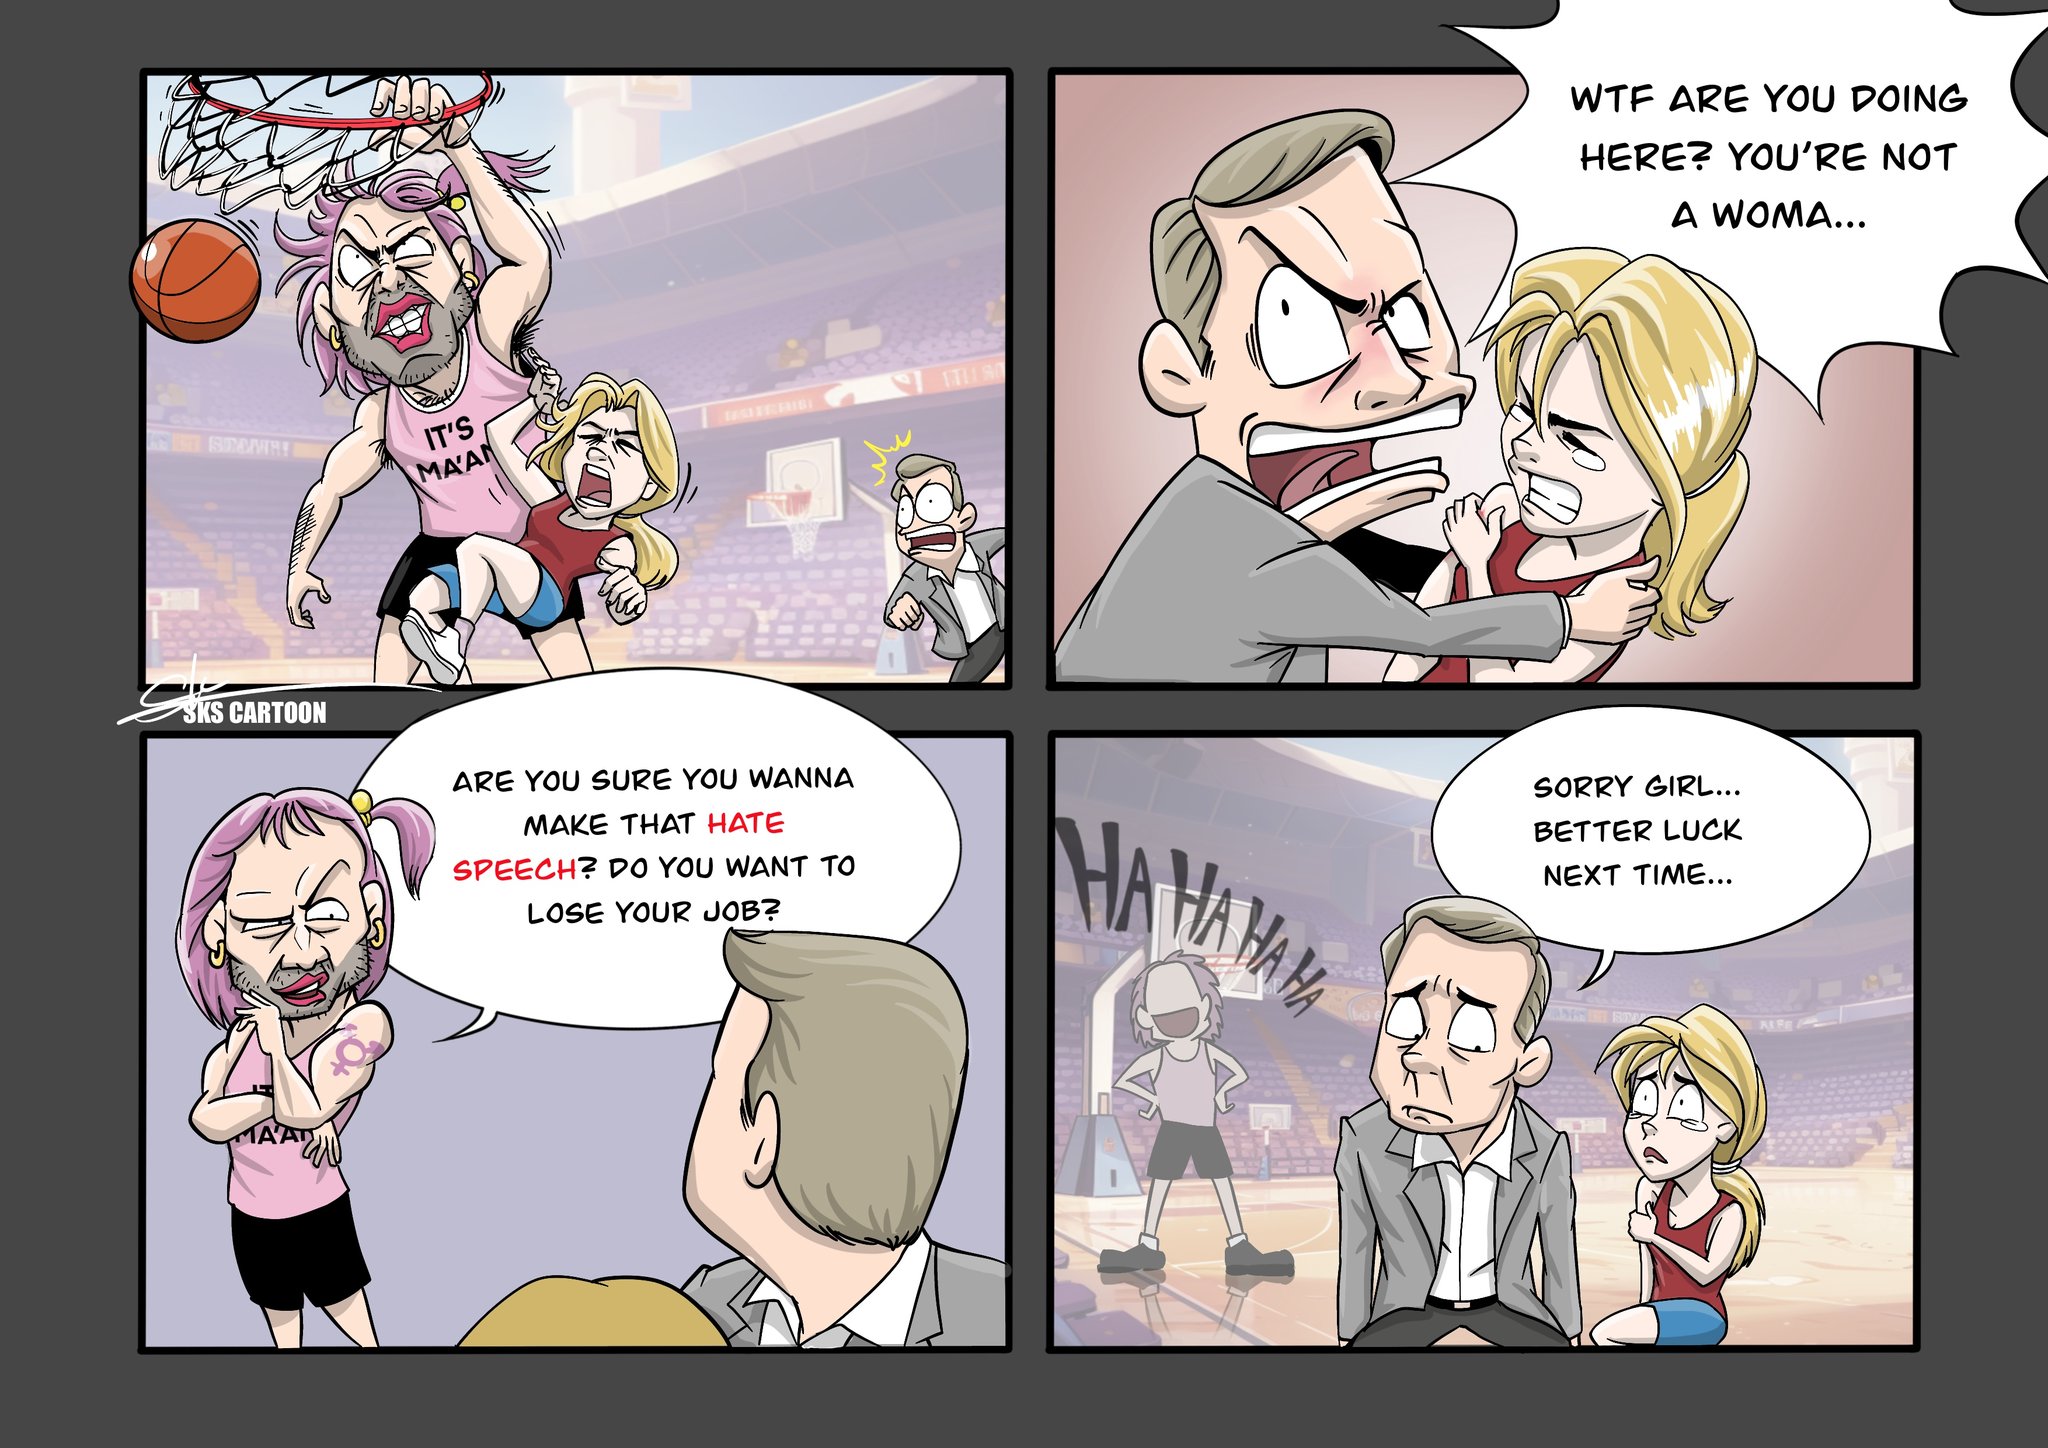 IT'S
MA'AM
WTF ARE YOU DOING
HERE? YOU'RE NOT
A WOMA...
SKS CARTOON
ARE YOU SURE YOU WANNA
MAKE THAT HATE
SPEECH? DO YOU WANT TO
LOSE YOUR JOB?
MA'AM
SORRY GIRL...
BETTER LUCK
NEXT TIME...
HA HA HA HA